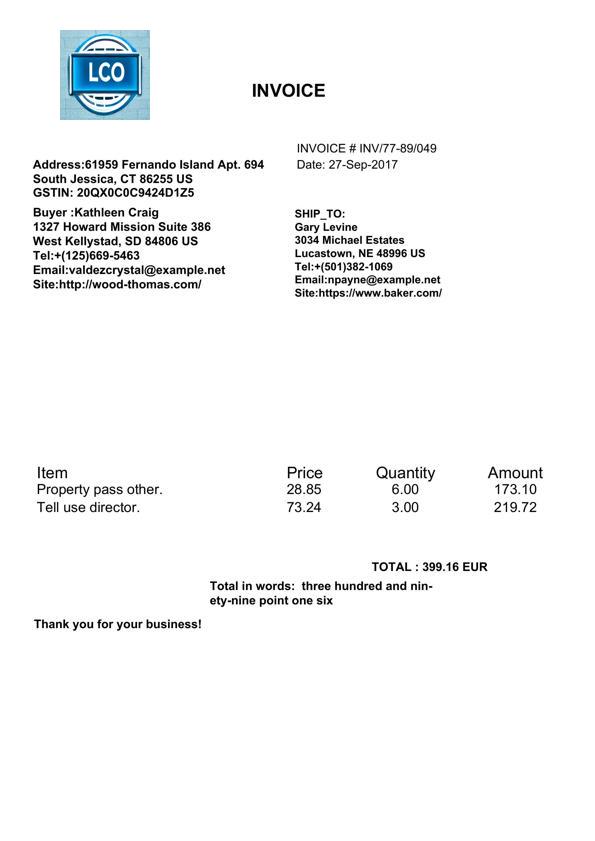 LCO
INVOICE
INVOICE # INV/77-89/049
Date: 27-Sep-2017
Address:61959 Fernando Island Apt. 694
South Jessica, CT 86255 US
GSTIN: 20QX0C0C9424D1Z5
Buyer :Kathleen Craig
1327 Howard Mission Suite 386
West Kellystad, SD 84806 US
Tel:+(125)669-5463
Email:valdezcrystal@example.net
Site:http://wood-thomas.com/
SHIP_TO:
Gary Levine
3034 Michael Estates
Lucastown, NE 48996 US
Tel:+(501)382-1069
Email:npayne@example.net
Site:https://www.baker.com/
Item Price Quantity Amount
Property pass other. 28.85 6.00 173.10
Tell use director. 73.24 3.00 219.72
TOTAL : 399.16 EUR
Total in words: three hundred and nin-
ety-nine point one six
Thank you for your business!